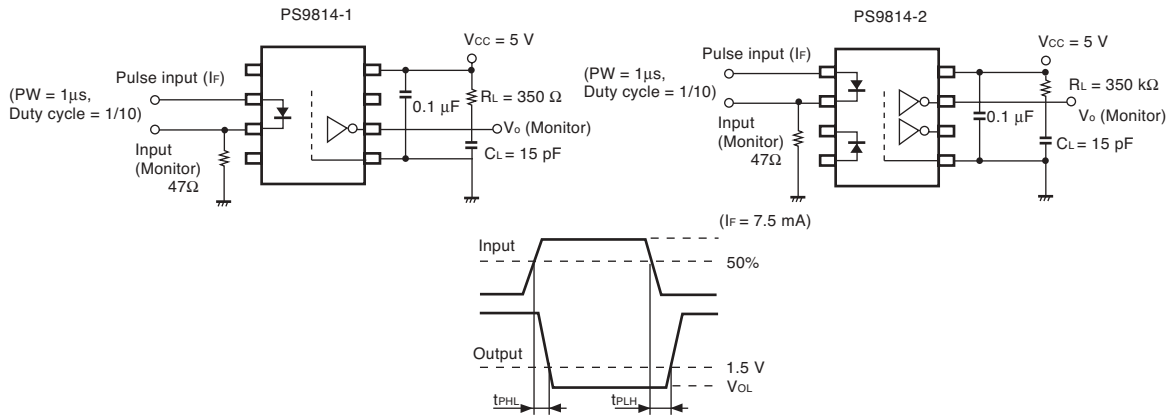 PS9814-1
VCC = 5 V
Pulse input (IF)
(PW = 1μs,
Duty cycle = 1/10)
Input
(Monitor)
47Ω
0.1 μF
RL = 350 Ω
Vo (Monitor)
CL = 15 pF
PS9814-2
VCC = 5 V
Pulse input (IF)
(PW = 1μs,
Duty cycle = 1/10)
Input
(Monitor)
47Ω
0.1 μF
RL = 350 kΩ
Vo (Monitor)
CL = 15 pF
(IF = 7.5 mA)
Input
50%
Output
1.5 V
VOL
tPHL
tPLH